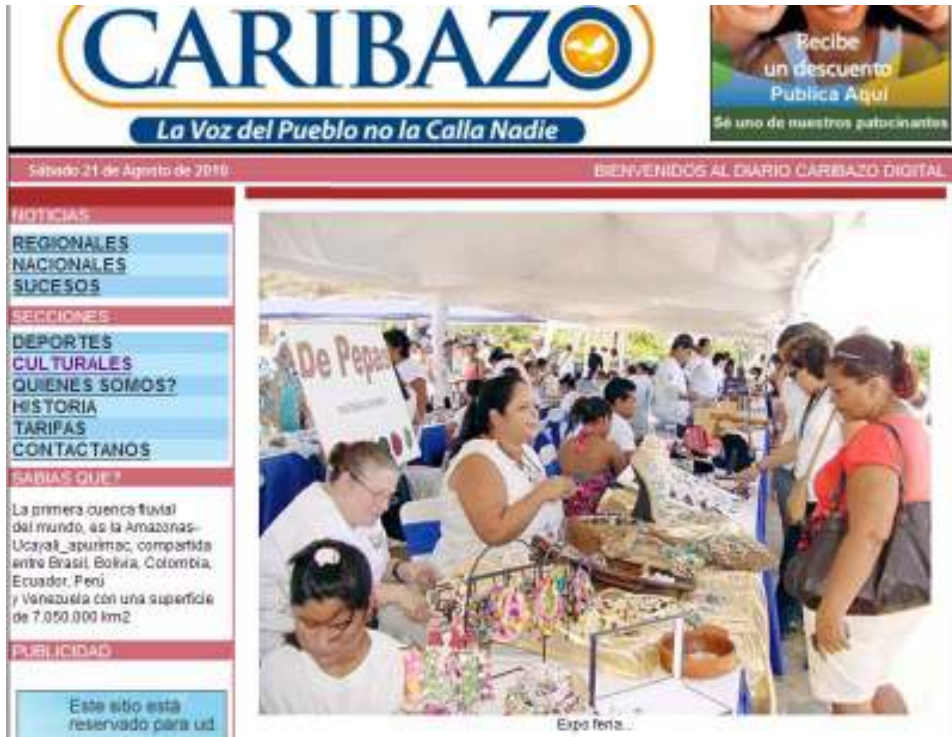 CARIBAZO
La Voz del Pueblo no la Calla Nadie
Recibe
un descuento
Publica Aquí
Sé uno de nuestros patocinantes
Sábado 21 de Agosto de 2010
BIENVENIDOS AL DIARIO CARIBAZO DIGITAL
NOTICIAS
REGIONALES
NACIONALES
SUCESOS
SECCIONES
DEPORTES
CULTURALES
QUIENES SOMOS?
HISTORIA
TARIFAS
CONTACTANOS
SABIAS QUE?
La primera cuenca fluvial
del mundo, es la Amazonas-
Ucayali_apurimac, compartida
entre Brasil, Bolivia, Colombia,
Ecuador, Perú
y Venezuela con una superficie
de 7.050.000 km2
PUBLICIDAD
Este sitio está
reservado para ud
De Pepas
Expo feria...